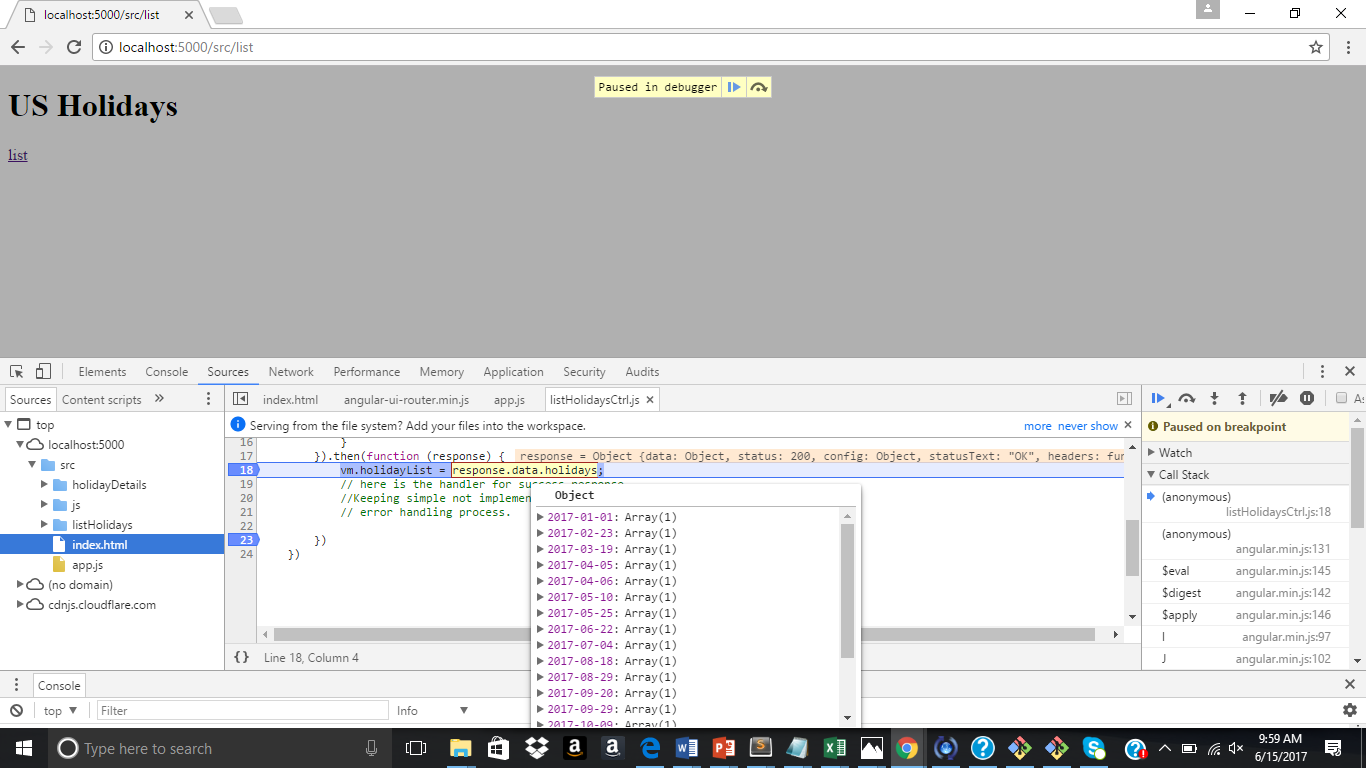 localhost:5000/src/list
localhost:5000/src/list
Paused in debugger
US Holidays
list
Elements Console Sources Network Performance Memory Application Security Audits
Sources Content scripts »
index.html angular-ui-router.min.js app.js listHolidaysCtrl.js ×
top
localhost:5000
src
holidayDetails
js
listHolidays
index.html
app.js
(no domain)
cdnjs.cloudflare.com
Serving from the file system? Add your files into the workspace. more never show ×
16 }
17 }).then(function (response) { response = Object {data: Object, status: 200, config: Object, statusText: "OK", headers: fun
18 vm.holidayList = response.data.holidays;
19 // here is the handler for success response
20 //Keeping simple not implemen
21 // error handling process.
22
23 })
24 })
Object
2017-01-01: Array(1)
2017-02-23: Array(1)
2017-03-19: Array(1)
2017-04-05: Array(1)
2017-04-06: Array(1)
2017-05-10: Array(1)
2017-05-25: Array(1)
2017-06-22: Array(1)
2017-07-04: Array(1)
2017-08-18: Array(1)
2017-08-29: Array(1)
2017-09-20: Array(1)
2017-09-29: Array(1)
2017-10-09: Array(1)
{} Line 18, Column 4
As
Paused on breakpoint
Watch
Call Stack
(anonymous)
listHolidaysCtrl.js:18
(anonymous)
angular.min.js:131
$eval angular.min.js:145
$digest angular.min.js:142
$apply angular.min.js:146
l angular.min.js:97
J angular.min.js:102
Console
top Filter Info
Type here to search
9:59 AM
6/15/2017